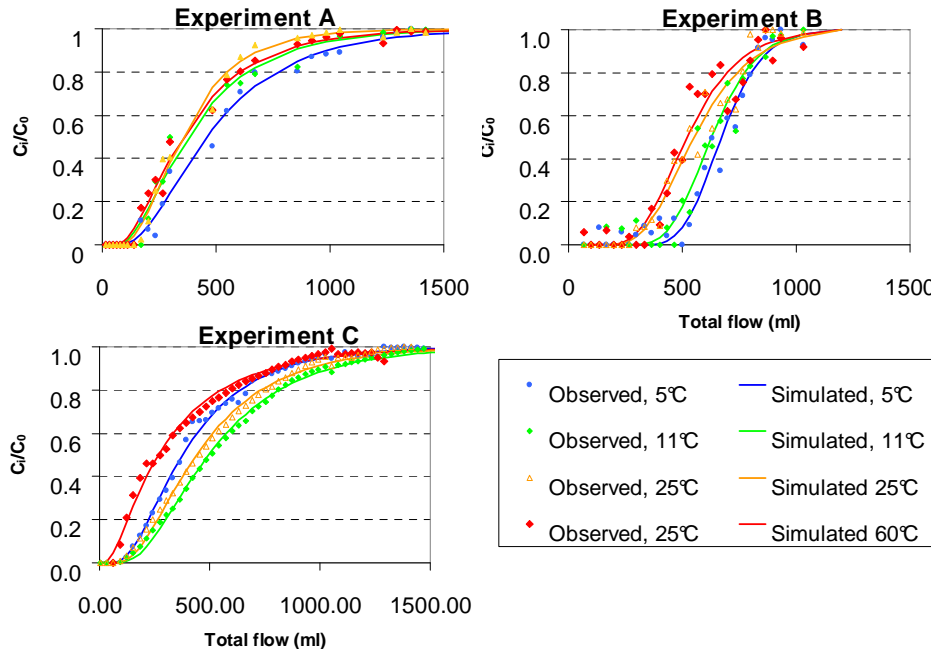 Experiment A
1
0.8
0.6
0.4
0.2
0
Ci/C0
0 500 1000 1500
Experiment B
1.0
0.8
0.6
0.4
0.2
0.0
Ci/C0
0 500 1000 1500
Total flow (ml)
Experiment C
1.0
0.8
0.6
0.4
0.2
0.0
Ci/C0
0.00 500.00 1000.00 1500.00
Total flow (ml)
Observed, 5°C Simulated, 5°C
Observed, 11°C Simulated, 11°C
Observed, 25°C Simulated 25°C
Observed, 25°C Simulated 60°C